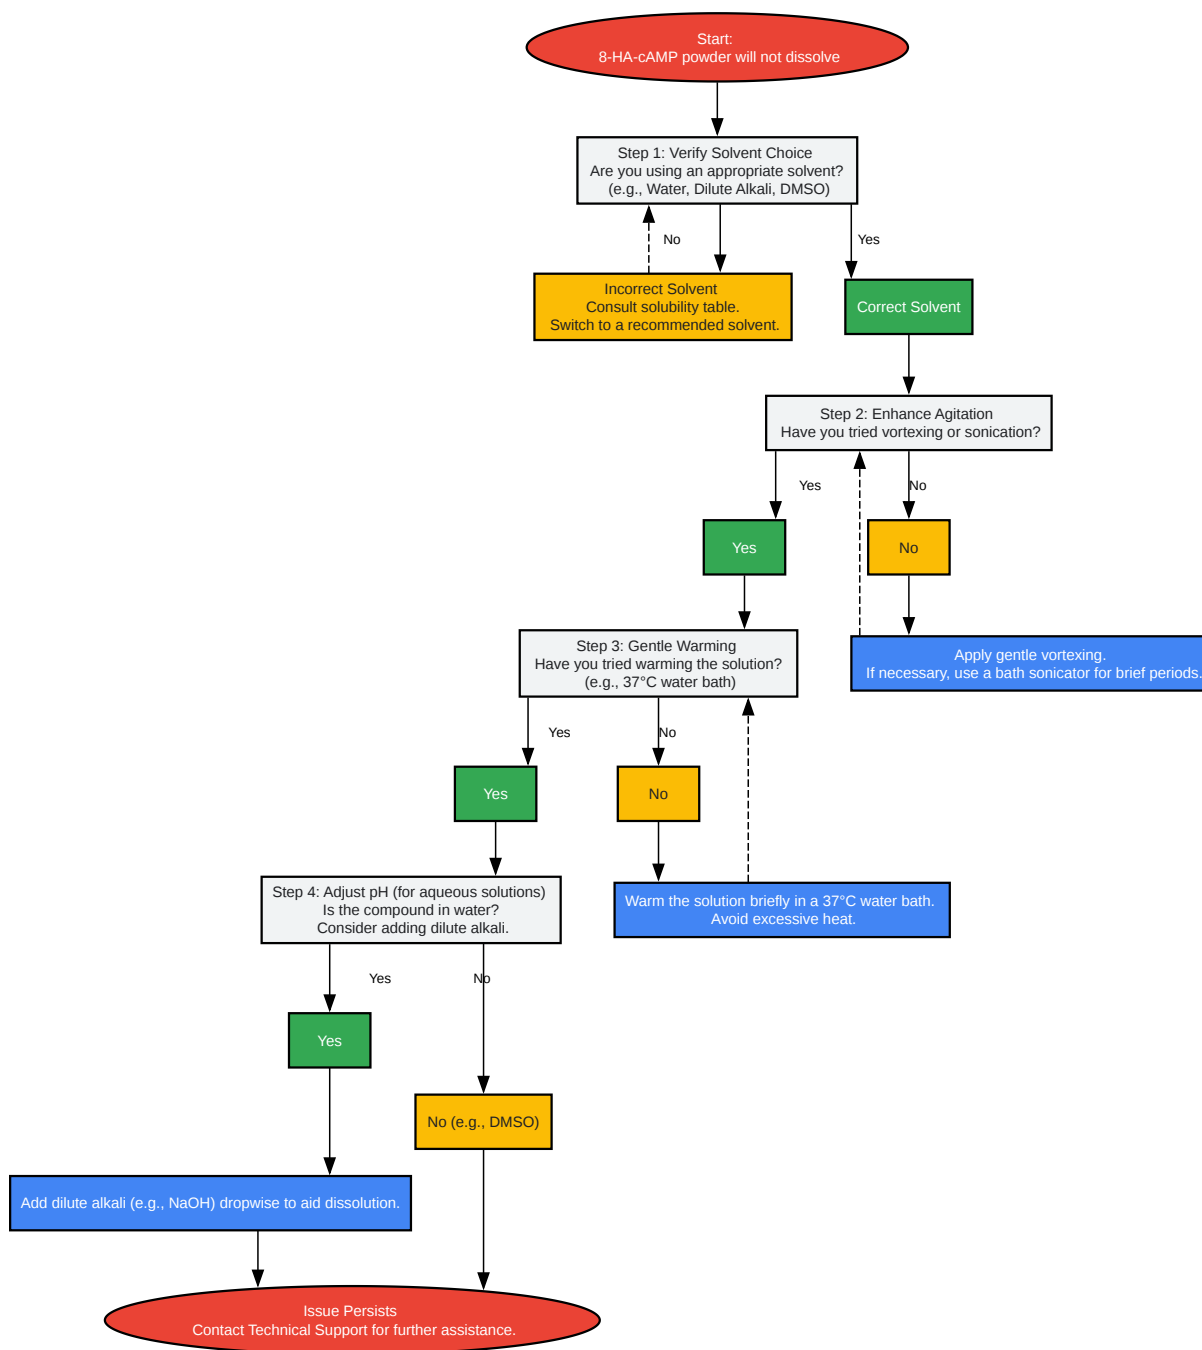 Start:
8-HA-cAMP powder will not dissolve
Step 1: Verify Solvent Choice
Are you using an appropriate solvent?
(e.g., Water, Dilute Alkali, DMSO)
No
Yes
Incorrect Solvent
Consult solubility table.
Switch to a recommended solvent.
Correct Solvent
Step 2: Enhance Agitation
Have you tried vortexing or sonication?
Yes
No
Yes
No
Step 3: Gentle Warming
Have you tried warming the solution?
(e.g., 37°C water bath)
Apply gentle vortexing.
If necessary, use a bath sonicator for brief periods.
Yes
No
Yes
No
Step 4: Adjust pH (for aqueous solutions)
Is the compound in water?
Consider adding dilute alkali.
Warm the solution briefly in a 37°C water bath.
Avoid excessive heat.
Yes
No
Yes
No (e.g., DMSO)
Add dilute alkali (e.g., NaOH) dropwise to aid dissolution.
Issue Persists
Contact Technical Support for further assistance.